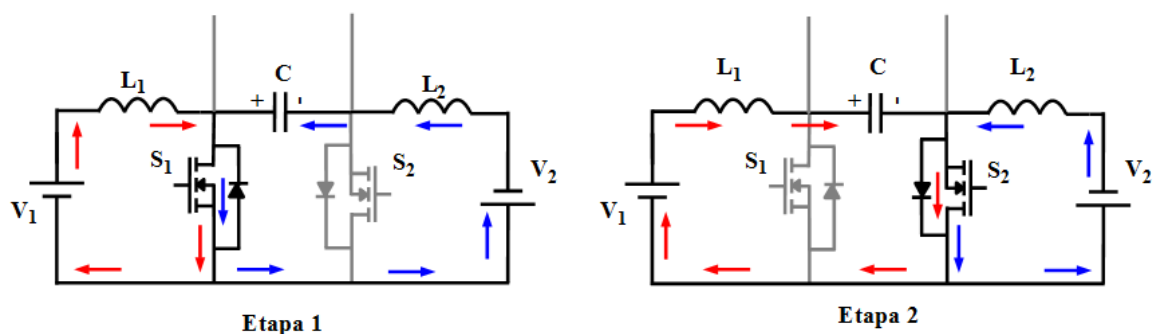 L₁
C
L₂
+ '
S₁
S₂
V₁
V₂
Etapa 1
L₁
C
L₂
+ '
S₁
S₂
V₁
V₂
Etapa 2